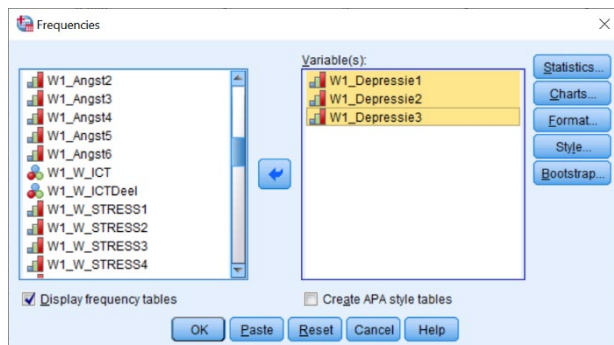 Frequencies
Variable(s):
W1_Angst2
W1_Angst3
W1_Angst4
W1_Angst5
W1_Angst6
W1_W_ICT
W1_W_ICTDeel
W1_W_STRESS1
W1_W_STRESS2
W1_W_STRESS3
W1_W_STRESS4
W1_Depressie1
W1_Depressie2
W1_Depressie3
Statistics...
Charts...
Format...
Style...
Bootstrap...
Display frequency tables
Create APA style tables
OK Paste Reset Cancel Help